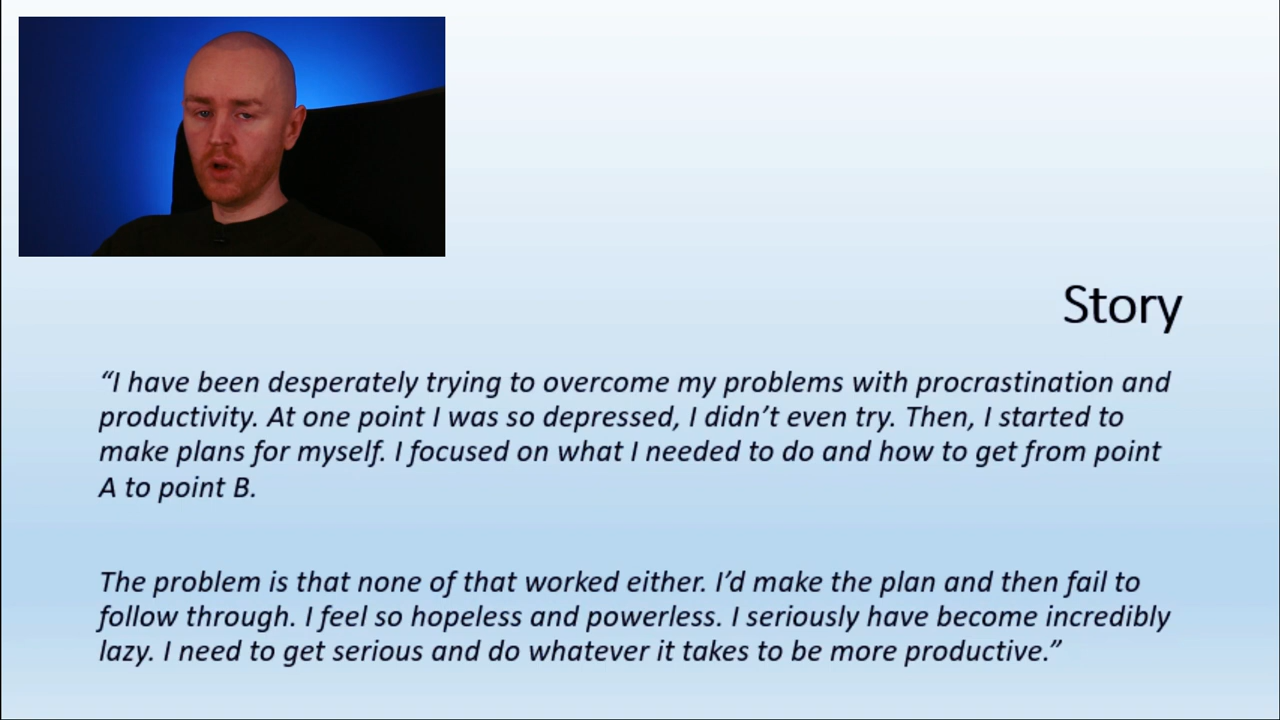 Story
“I have been desperately trying to overcome my problems with procrastination and
productivity. At one point I was so depressed, I didn’t even try. Then, I started to
make plans for myself. I focused on what I needed to do and how to get from point
A to point B.
The problem is that none of that worked either. I’d make the plan and then fail to
follow through. I feel so hopeless and powerless. I seriously have become incredibly
lazy. I need to get serious and do whatever it takes to be more productive.”